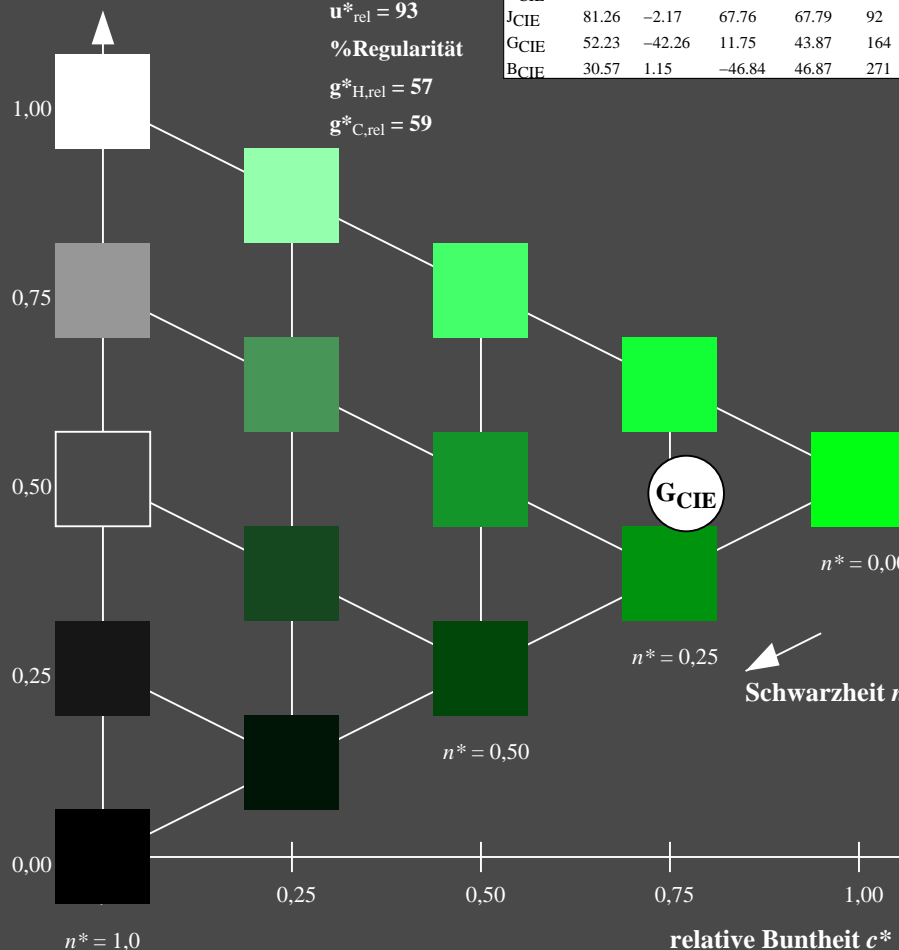 u*rel = 93
%Regularität
g*H,rel = 57
g*C,rel = 59
JCIE 81.26 −2.17 67.76 67.79 92
GCIE 52.23 −42.26 11.75 43.87 164
BCIE 30.57 1.15 −46.84 46.87 271
1,00
0,75
0,50
GCIE
n* = 0,00
n* = 0,25
0,25
Schwarzheit n
n* = 0,50
0,00
0,25 0,50 0,75 1,00
n* = 1,0
relative Buntheit c*